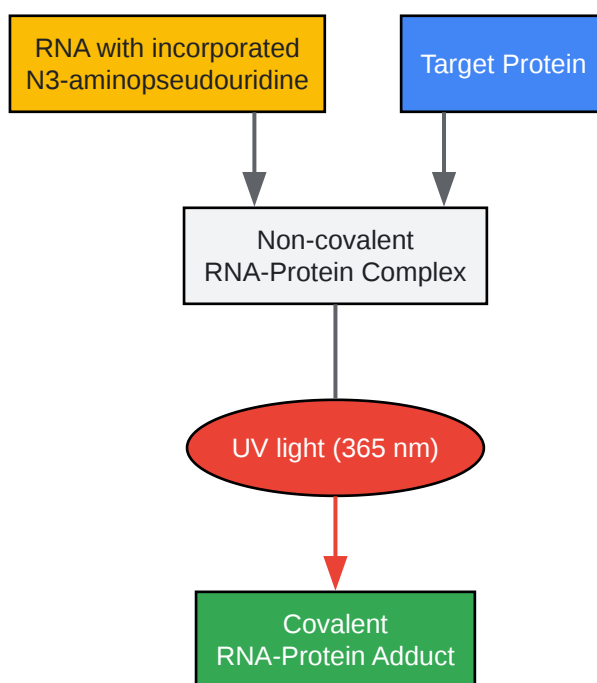 RNA with incorporated
N3-aminopseudouridine
Target Protein
Non-covalent
RNA-Protein Complex
UV light (365 nm)
Covalent
RNA-Protein Adduct